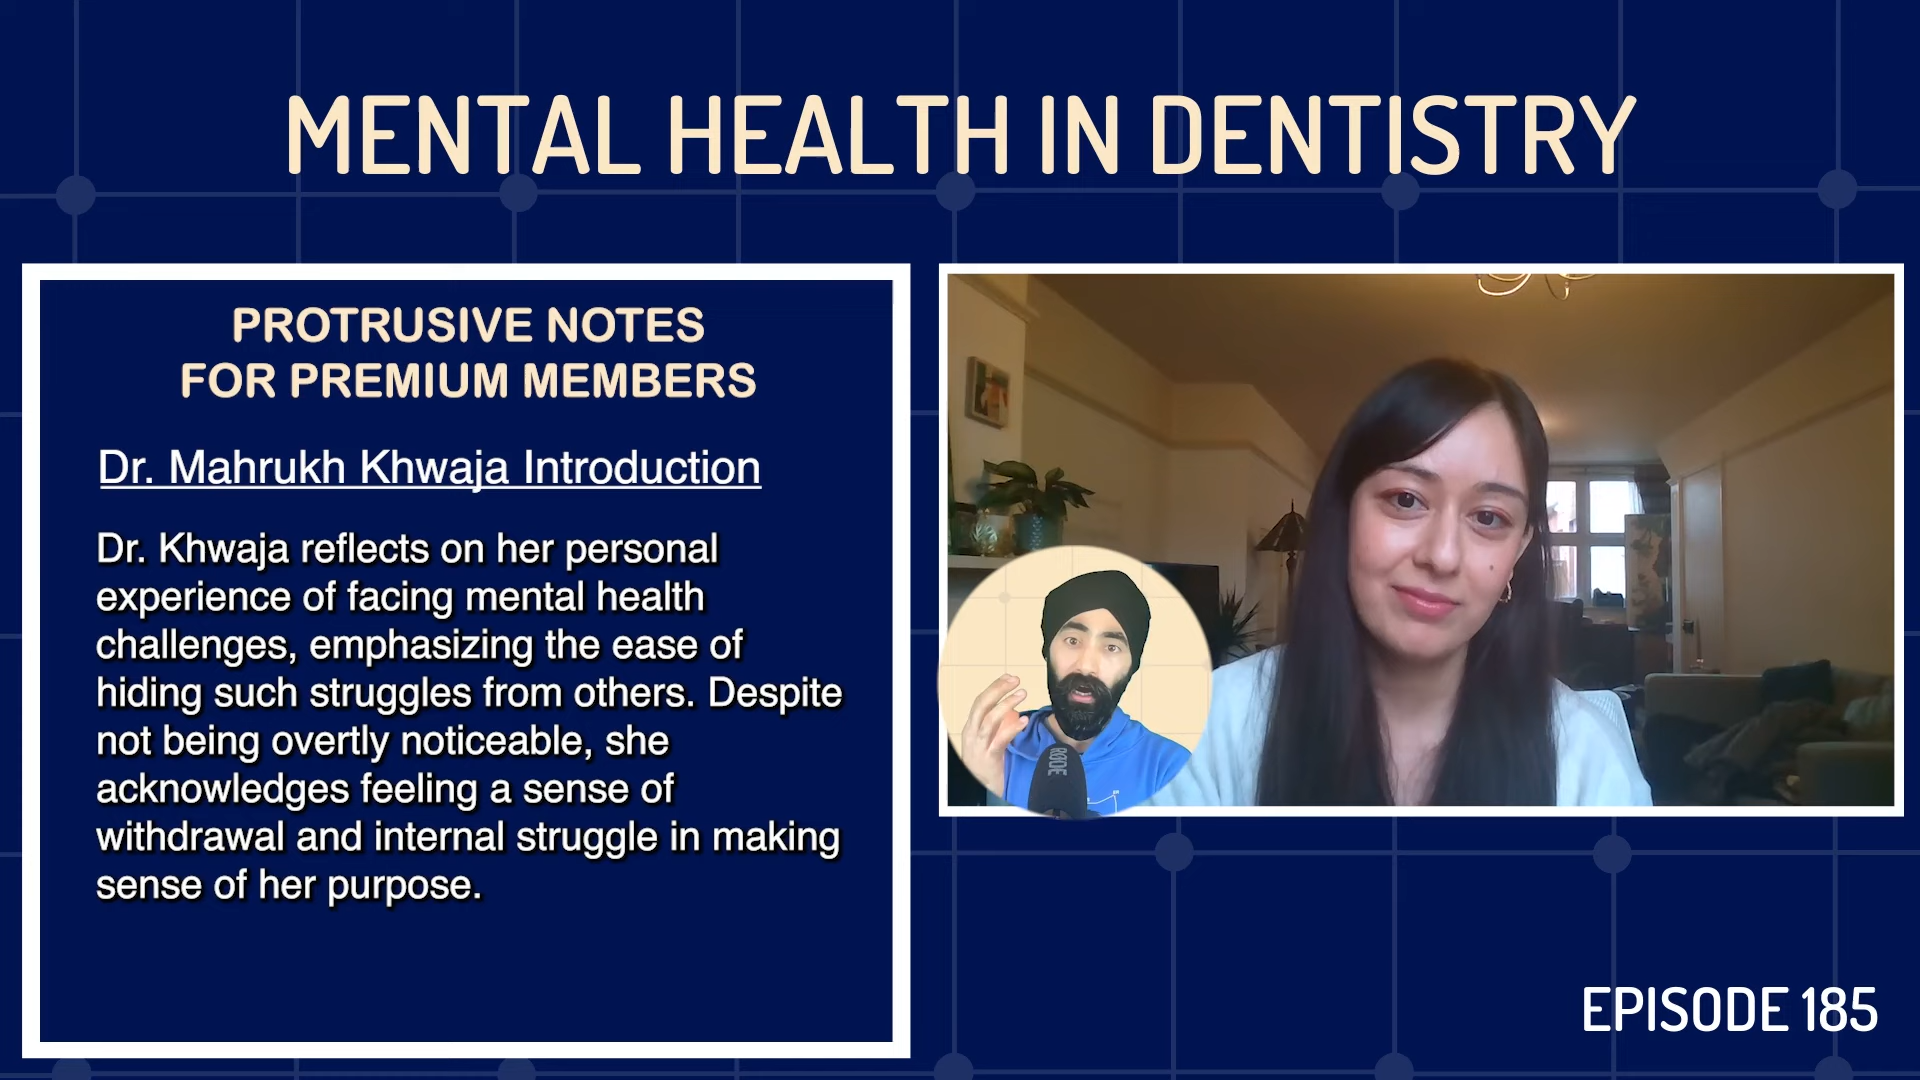 MENTAL HEALTH IN DENTISTRY
PROTRUSIVE NOTES
FOR PREMIUM MEMBERS
Dr. Mahrukh Khwaja Introduction
Dr. Khwaja reflects on her personal
experience of facing mental health
challenges, emphasizing the ease of
hiding such struggles from others. Despite
not being overtly noticeable, she
acknowledges feeling a sense of
withdrawal and internal struggle in making
sense of her purpose.
RØDE
EPISODE 185